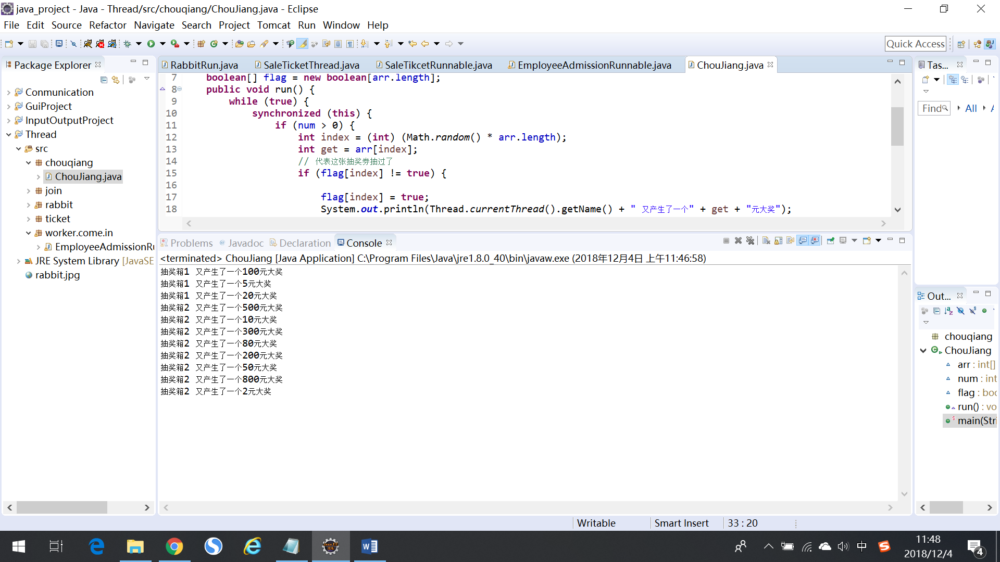 java_project - Java - Thread/src/chouqiang/ChouJiang.java - Eclipse
File Edit Source Refactor Navigate Search Project Tomcat Run Window Help
Quick Access
Package Explorer
Conmunication
GuiProject
InputOutputProject
Thread
src
chouqiang
ChouJiang.java
join
rabbit
ticket
worker.come.in
EmployeeAdmissionRu
JRE System Library [JavaSE
rabbit.jpg
RabbitRun.java SaleTicketThread.java SaleTikcetRunnable.java EmployeeAdmissionRunnable.java ChouJiang.java
7 boolean[] flag = new boolean[arr.length];
8 public void run() {
9 while (true) {
10 synchronized (this) {
11 if (num > 0) {
12 int index = (int) (Math.random() * arr.length);
13 int get = arr[index];
14 // 代表这张抽奖券抽过了
15 if (flag[index] != true) {
16
17 flag[index] = true;
18 System.out.println(Thread.currentThread().getName() + " 又产生了一个" + get + "元大奖");
Problems Javadoc Declaration Console
<terminated> ChouJiang [Java Application] C:\Program Files\Java\jre1.8.0_40\bin\javaw.exe (2018年12月4日 上午11:46:58)
抽奖箱1 又产生了一个100元大奖
抽奖箱1 又产生了一个5元大奖
抽奖箱1 又产生了一个20元大奖
抽奖箱2 又产生了一个500元大奖
抽奖箱2 又产生了一个10元大奖
抽奖箱2 又产生了一个300元大奖
抽奖箱2 又产生了一个80元大奖
抽奖箱2 又产生了一个200元大奖
抽奖箱2 又产生了一个50元大奖
抽奖箱2 又产生了一个800元大奖
抽奖箱2 又产生了一个2元大奖
Tas...
Find All
Out...
chouqiang
ChouJiang
arr : int[]
num : int
flag : boo
run() : vo
main(Stri
Writable Smart Insert 33 : 20
中
11:48
2018/12/4
4